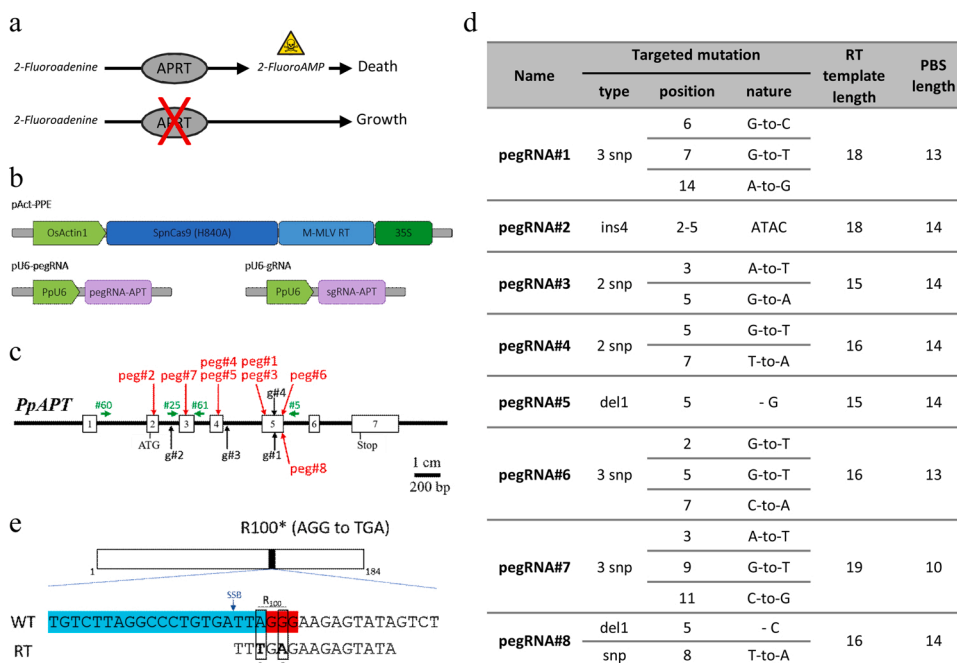 a
2-Fluoroadenine APRT 2-FluoroAMP Death
2-Fluoroadenine APRT Growth
b
pAct-PPE
OsActin1 SpnCas9 (H840A) M-MLV RT 35S
pU6-pegRNA pU6-gRNA
PpU6 pegRNA-APT PpU6 sgRNA-APT
c
peg#4 peg#1
peg#2 peg#7 peg#5 peg#3 peg#6
g#4
PpAPT
#60 #25 #61 #5
1 2 3 4 5 6 7
ATG g#2 g#3 g#1 Stop
peg#8
1 cm
200 bp
d
Name Targeted mutation RT template length PBS length
type position nature
pegRNA#1 3 snp 6 G-to-C 18 13
7 G-to-T
14 A-to-G
pegRNA#2 ins4 2-5 ATAC 18 14
pegRNA#3 2 snp 3 A-to-T 15 14
5 G-to-A
pegRNA#4 2 snp 5 G-to-T 16 14
7 T-to-A
pegRNA#5 del1 5 - G 15 14
pegRNA#6 3 snp 2 G-to-T 16 13
5 G-to-T
7 C-to-A
pegRNA#7 3 snp 3 A-to-T 19 10
9 G-to-T
11 C-to-G
pegRNA#8 del1 5 - C 16 14
snp 8 T-to-A
e
R100* (AGG to TGA)
1 184
SSB R100
WT TGTCTTAGGCCCTGTGATTAGGGAAGAGTATAGTCT
RT TTTGAGAAGAGTATA